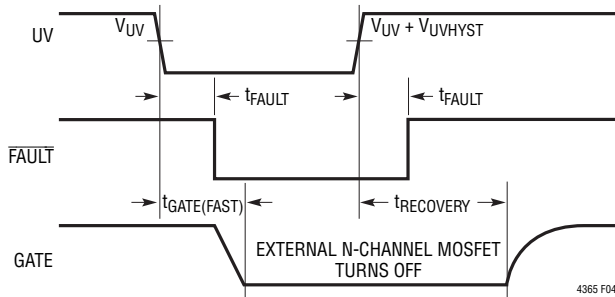 UV
V_UV
V_UV + V_UVHYST
t_FAULT
t_FAULT
FAULT
t_GATE(FAST)
t_RECOVERY
GATE
EXTERNAL N-CHANNEL MOSFET
TURNS OFF
4365 F04